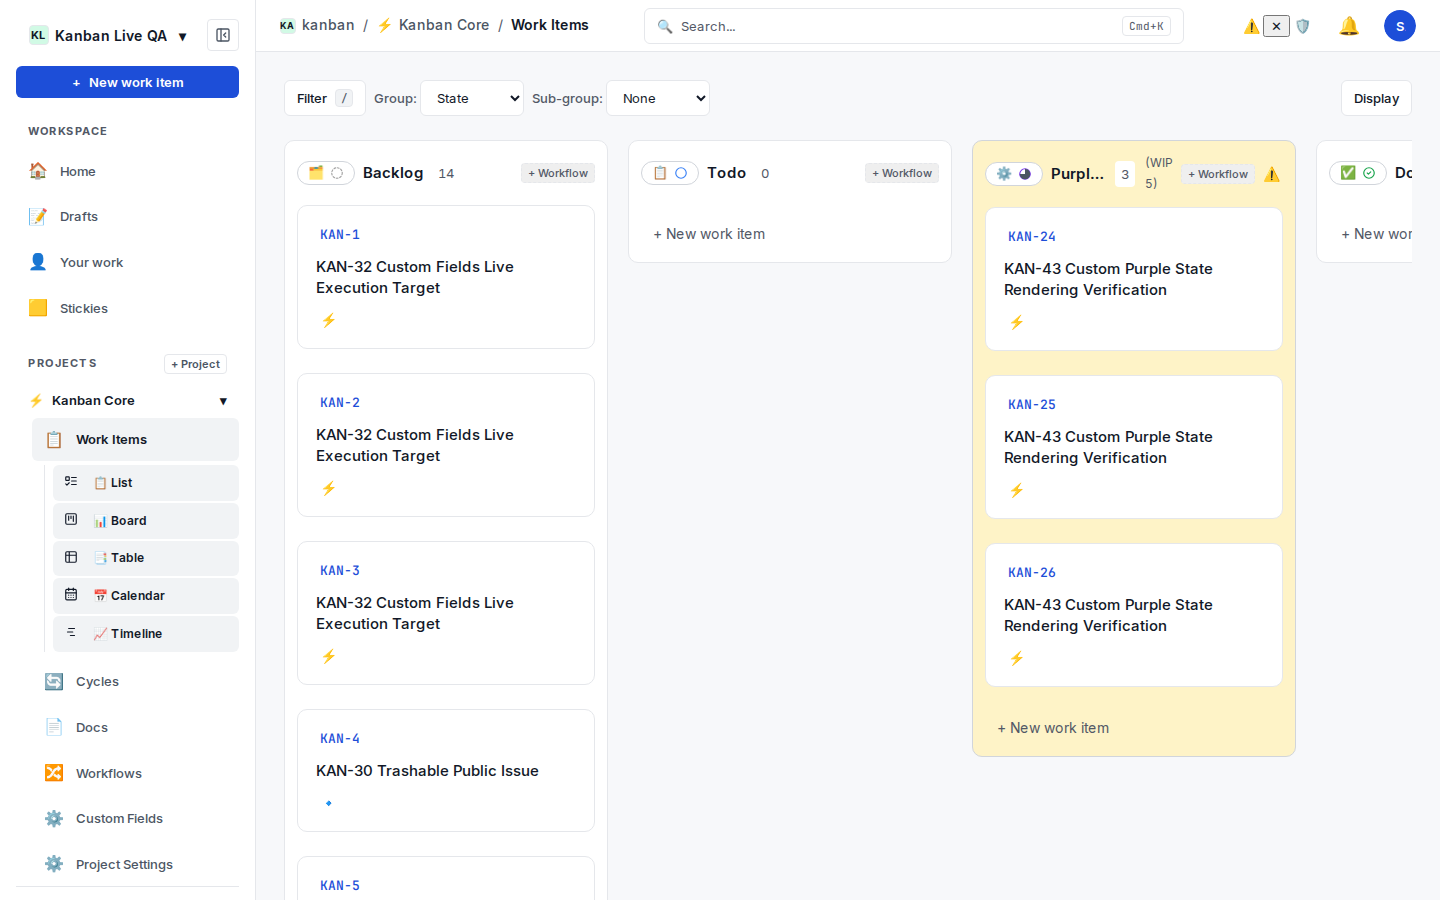 KL Kanban Live QA ▼
+ New work item
WORKSPACE
Home
Drafts
Your work
Stickies
PROJECTS
+ Project
Kanban Core ▼
Work Items
List
Board
Table
Calendar
Timeline
Cycles
Docs
Workflows
Custom Fields
Project Settings
KA kanban / ⚡ Kanban Core / Work Items
Search...
Cmd+K
S
Filter /
Group: State
Sub-group: None
Display
Backlog 14
+ Workflow
KAN-1
KAN-32 Custom Fields Live
Execution Target
KAN-2
KAN-32 Custom Fields Live
Execution Target
KAN-3
KAN-32 Custom Fields Live
Execution Target
KAN-4
KAN-30 Trashable Public Issue
KAN-5
Todo 0
+ Workflow
+ New work item
Purpl... 3
(WIP
5)
+ Workflow
KAN-24
KAN-43 Custom Purple State
Rendering Verification
KAN-25
KAN-43 Custom Purple State
Rendering Verification
KAN-26
KAN-43 Custom Purple State
Rendering Verification
+ New work item
Do
+ New wor